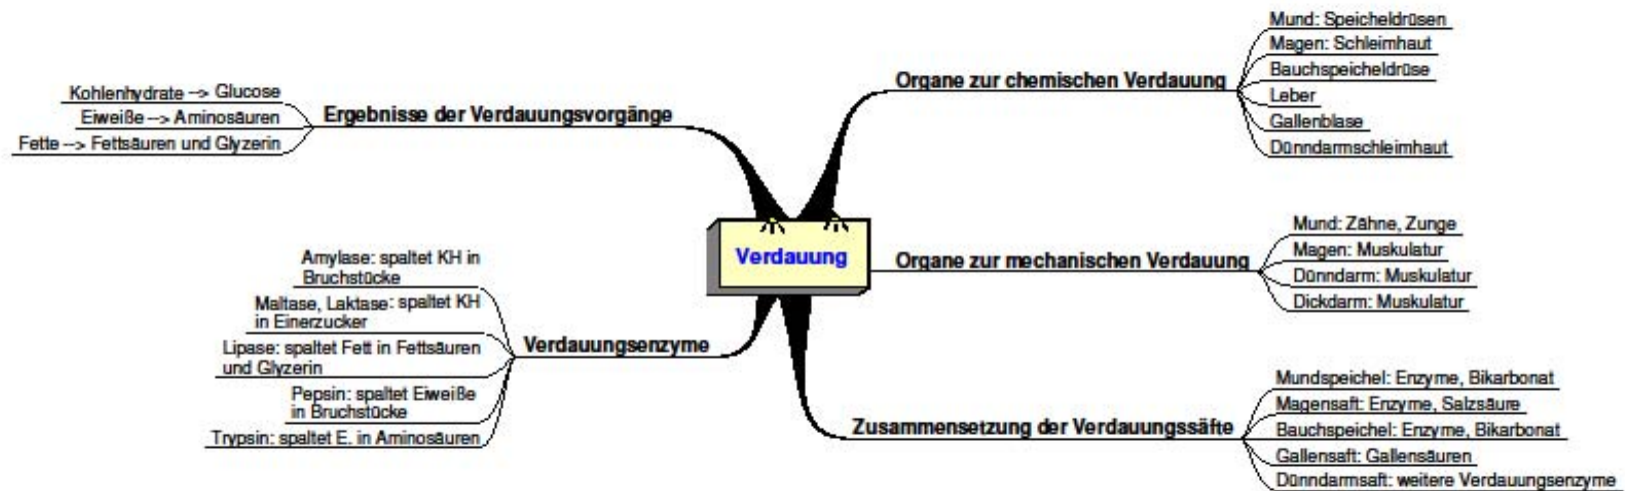 Verdauung
Organe zur chemischen Verdauung
Mund: Speicheldrüsen
Magen: Schleimhaut
Bauchspeicheldrüse
Leber
Gallenblase
Dünndarmschleimhaut
Organe zur mechanischen Verdauung
Mund: Zähne, Zunge
Magen: Muskulatur
Dünndarm: Muskulatur
Dickdarm: Muskulatur
Zusammensetzung der Verdauungssäfte
Mundspeichel: Enzyme, Bikarbonat
Magensaft: Enzyme, Salzsäure
Bauchspeichel: Enzyme, Bikarbonat
Gallensaft: Gallensäuren
Dünndarmsaft: weitere Verdauungsenzyme
Verdauungsenzyme
Amylase: spaltet KH in
Bruchstücke
Maltase, Laktase: spaltet KH
in Einerzucker
Lipase: spaltet Fett in Fettsäuren
und Glyzerin
Pepsin: spaltet Eiweiße
in Bruchstücke
Trypsin: spaltet E. in Aminosäuren
Ergebnisse der Verdauungsvorgänge
Kohlenhydrate --> Glucose
Eiweiße --> Aminosäuren
Fette --> Fettsäuren und Glyzerin